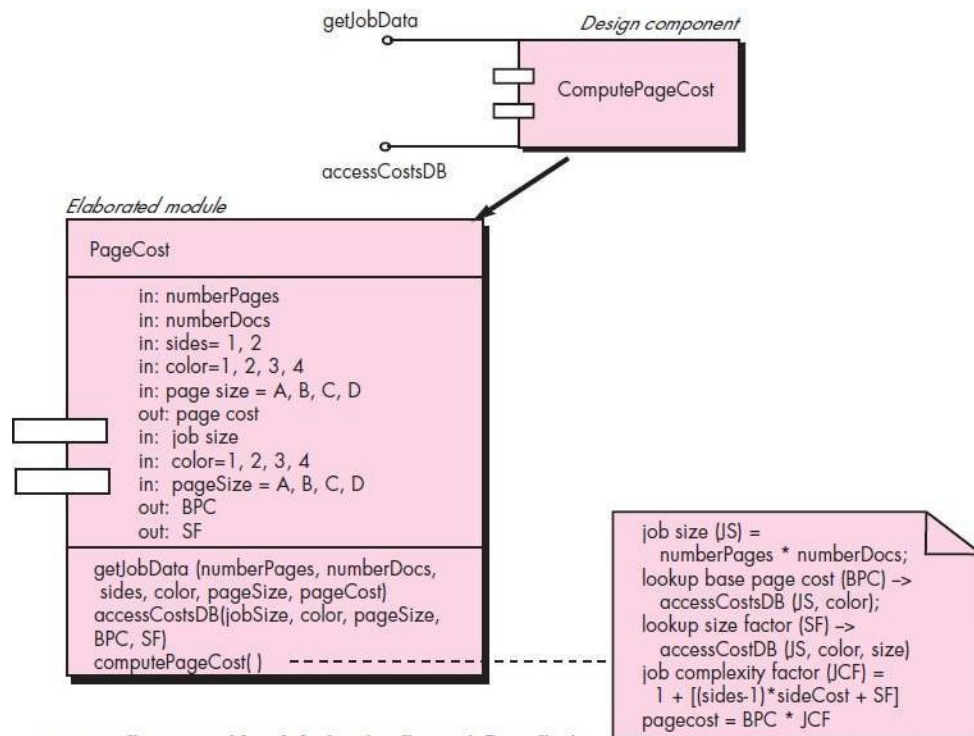 getJobData
Design component
ComputePageCost
accessCostsDB
Elaborated module
PageCost
in: numberPages
in: numberDocs
in: sides= 1, 2
in: color=1, 2, 3, 4
in: page size = A, B, C, D
out: page cost
in: job size
in: color=1, 2, 3, 4
in: pageSize = A, B, C, D
out: BPC
out: SF
getJobData (numberPages, numberDocs,
sides, color, pageSize, pageCost)
accessCostsDB(jobSize, color, pageSize,
BPC, SF)
computePageCost( )
job size (JS) =
numberPages * numberDocs;
lookup base page cost (BPC) –>
accessCostsDB (JS, color);
lookup size factor (SF) –>
accessCostDB (JS, color, size)
job complexity factor (JCF) =
1 + [(sides-1)*sideCost + SF]
pagecost = BPC * JCF